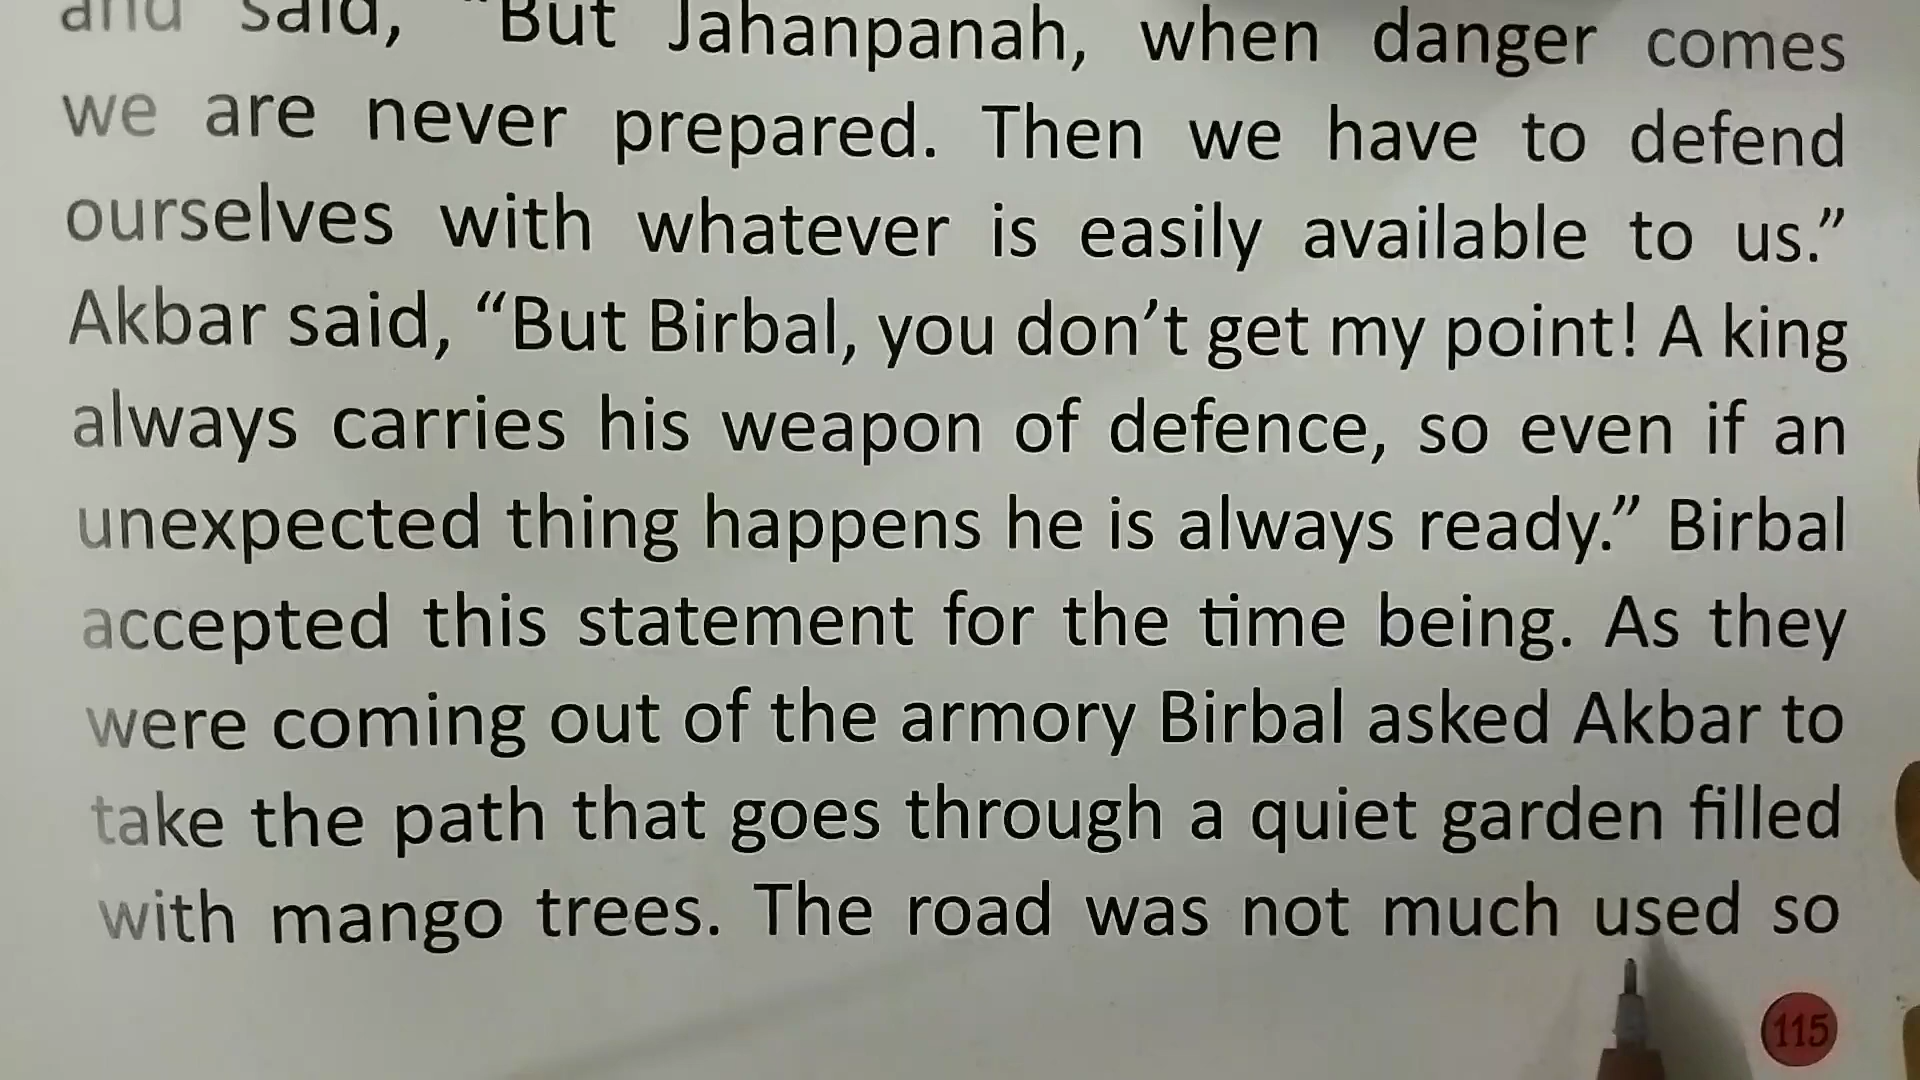 and said, “But Jahanpanah, when danger comes
we are never prepared. Then we have to defend
ourselves with whatever is easily available to us.”
Akbar said, “But Birbal, you don’t get my point! A king
always carries his weapon of defence, so even if an
unexpected thing happens he is always ready.” Birbal
accepted this statement for the time being. As they
were coming out of the armory Birbal asked Akbar to
take the path that goes through a quiet garden filled
with mango trees. The road was not much used so
115